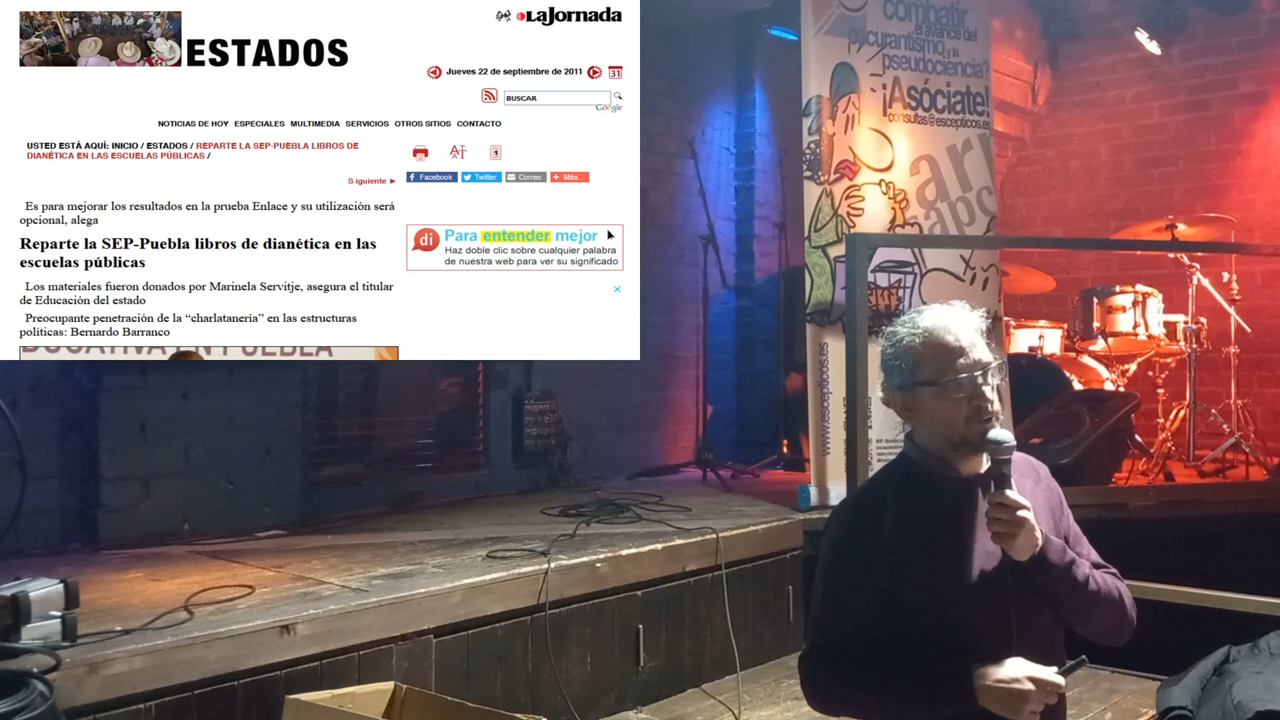 ESTADOS
La Jornada
Jueves 22 de septiembre de 2011
31
BUSCAR
Google
NOTICIAS DE HOY ESPECIALES MULTIMEDIA SERVICIOS OTROS SITIOS CONTACTO
USTED ESTÁ AQUÍ: INICIO / ESTADOS / REPARTE LA SEP-PUEBLA LIBROS DE
DIANÉTICA EN LAS ESCUELAS PÚBLICAS /
Siguiente
Facebook Twitter Correo Más...
Es para mejorar los resultados en la prueba Enlace y su utilización será
opcional, alega
Reparte la SEP-Puebla libros de dianética en las
escuelas públicas
Los materiales fueron donados por Marinela Servitje, asegura el titular
de Educación del estado
Preocupante penetración de la “charlatanería” en las estructuras
políticas: Bernardo Barranco
di Para entender mejor
Haz doble clic sobre cualquier palabra
de nuestra web para ver su significado
combatir
el avance del
oscurantismo y la
pseudociencia?
¡Asóciate!
consultas@escepticos.es
www.escepticos.es